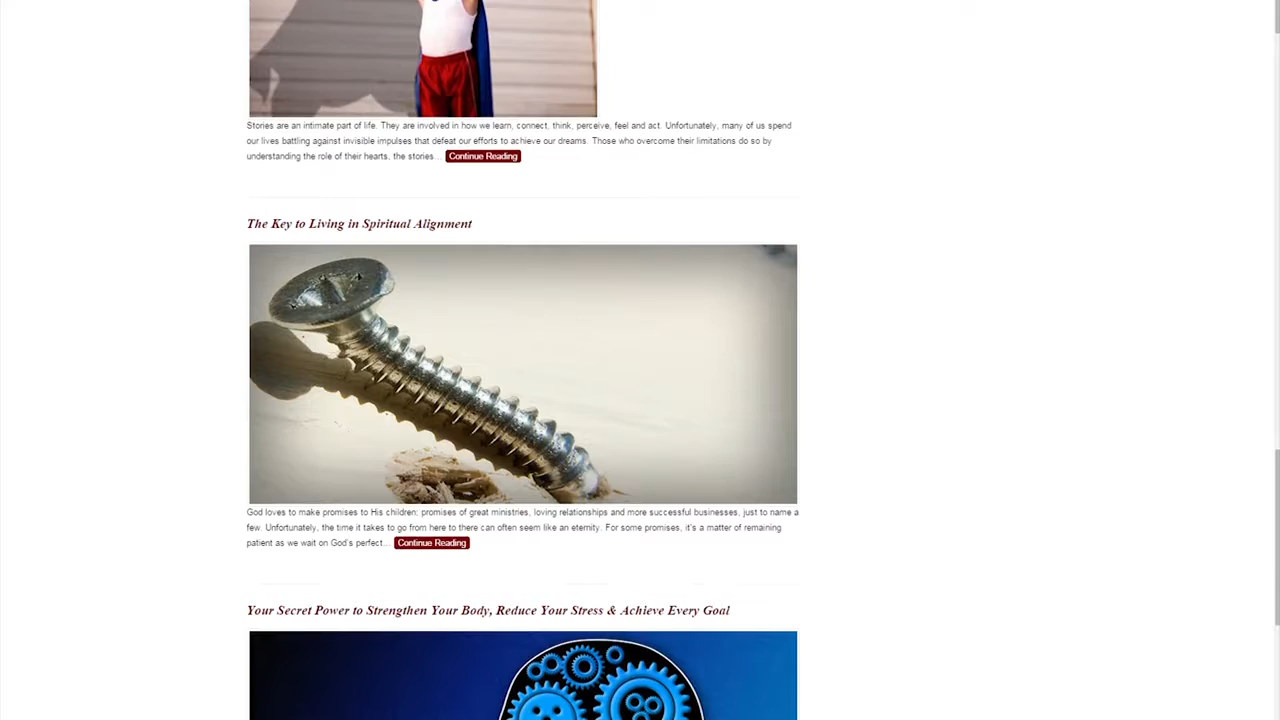 Stories are an intimate part of life. They are involved in how we learn, connect, think, perceive, feel and act. Unfortunately, many of us spend
our lives battling against invisible impulses that defeat our efforts to achieve our dreams. Those who overcome their limitations do so by
understanding the role of their hearts, the stories... Continue Reading
The Key to Living in Spiritual Alignment
God loves to make promises to His children; promises of great ministries, loving relationships and more successful businesses, just to name a
few. Unfortunately, the time it takes to go from here to there can often seem like an eternity. For some promises, it's a matter of remaining
patient as we wait on God's perfect... Continue Reading
Your Secret Power to Strengthen Your Body, Reduce Your Stress & Achieve Every Goal